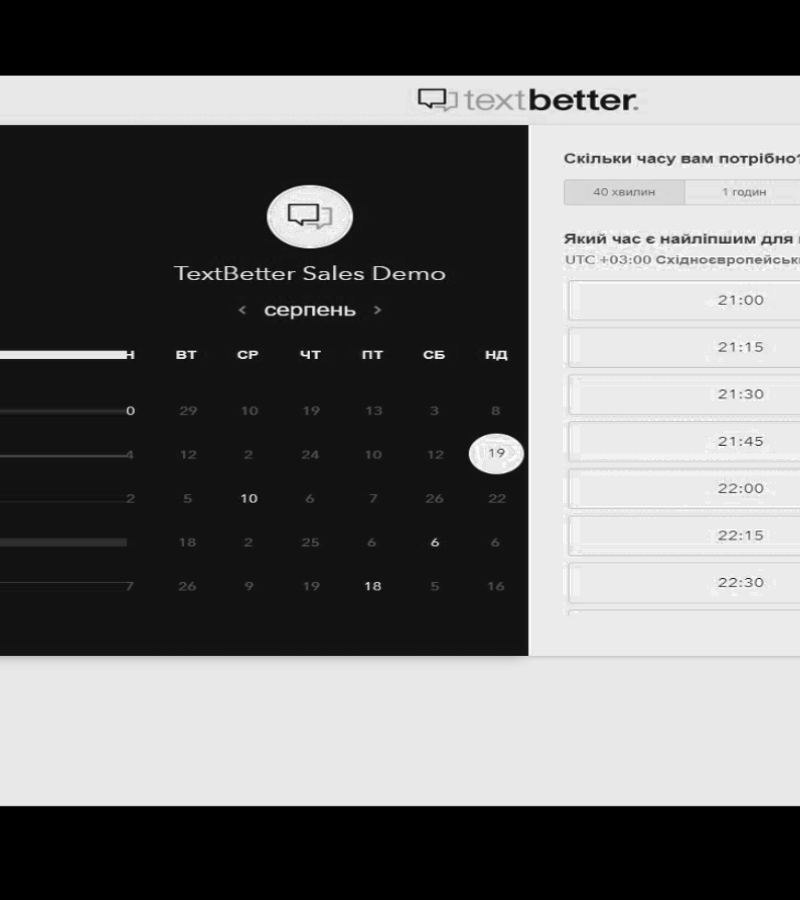 textbetter.
TextBetter Sales Demo
< серпень >
Н ВТ СР ЧТ ПТ СБ НД
0 29 10 19 13 3 8
4 12 2 24 10 12 19
2 5 10 6 7 26 22
18 2 25 6 6 6
7 26 9 19 18 5 16
Скільки часу вам потрібно?
40 хвилин 1 годин
Який час є найліпшим для
UTC +03:00 Східноєвропейськ
21:00
21:15
21:30
21:45
22:00
22:15
22:30